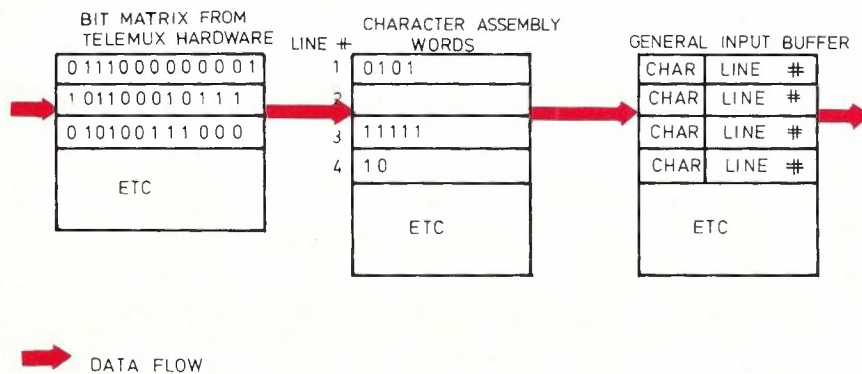 BIT MATRIX FROM
TELEMUX HARDWARE
0111000000001
101100010111
010100111000
ETC
LINE #
CHARACTER ASSEMBLY
WORDS
1 0101
2
3 11111
4 10
ETC
GENERAL INPUT BUFFER
CHAR LINE #
CHAR LINE #
CHAR LINE #
CHAR LINE #
ETC
DATA FLOW